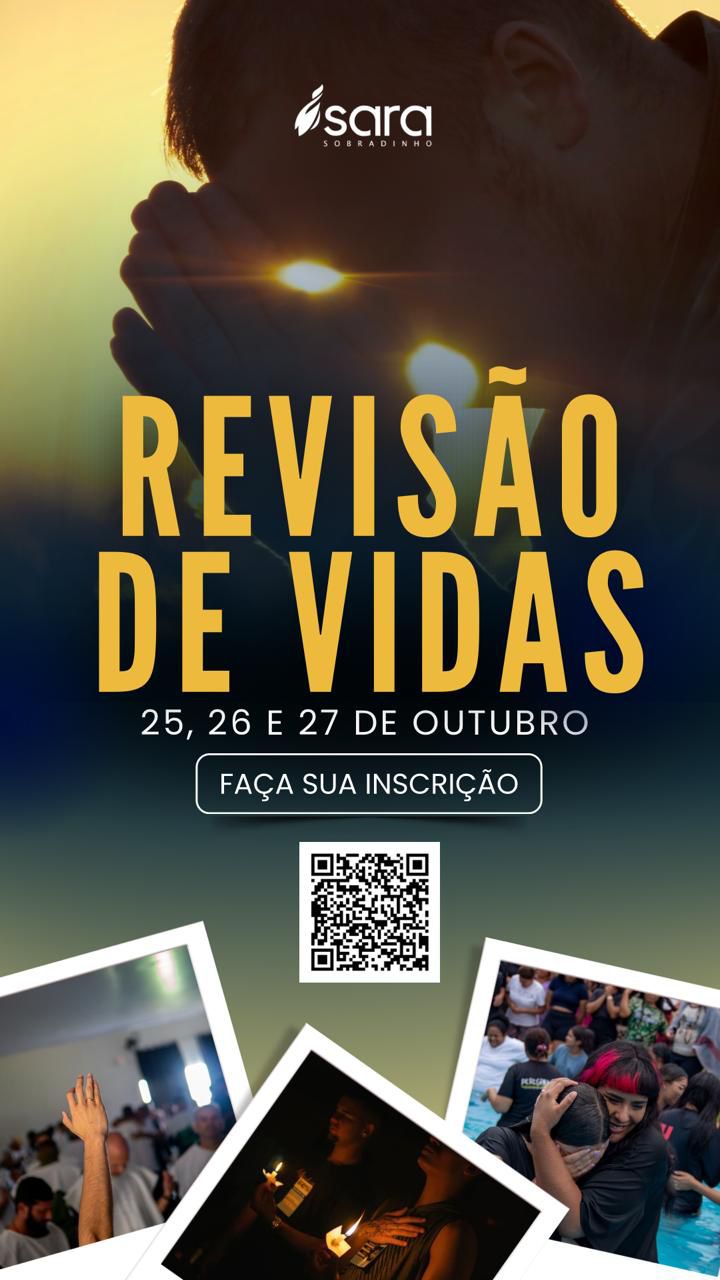 sara
SOBRADINHO
REVISÃO
DE VIDAS
25, 26 E 27 DE OUTUBRO
FAÇA SUA INSCRIÇÃO